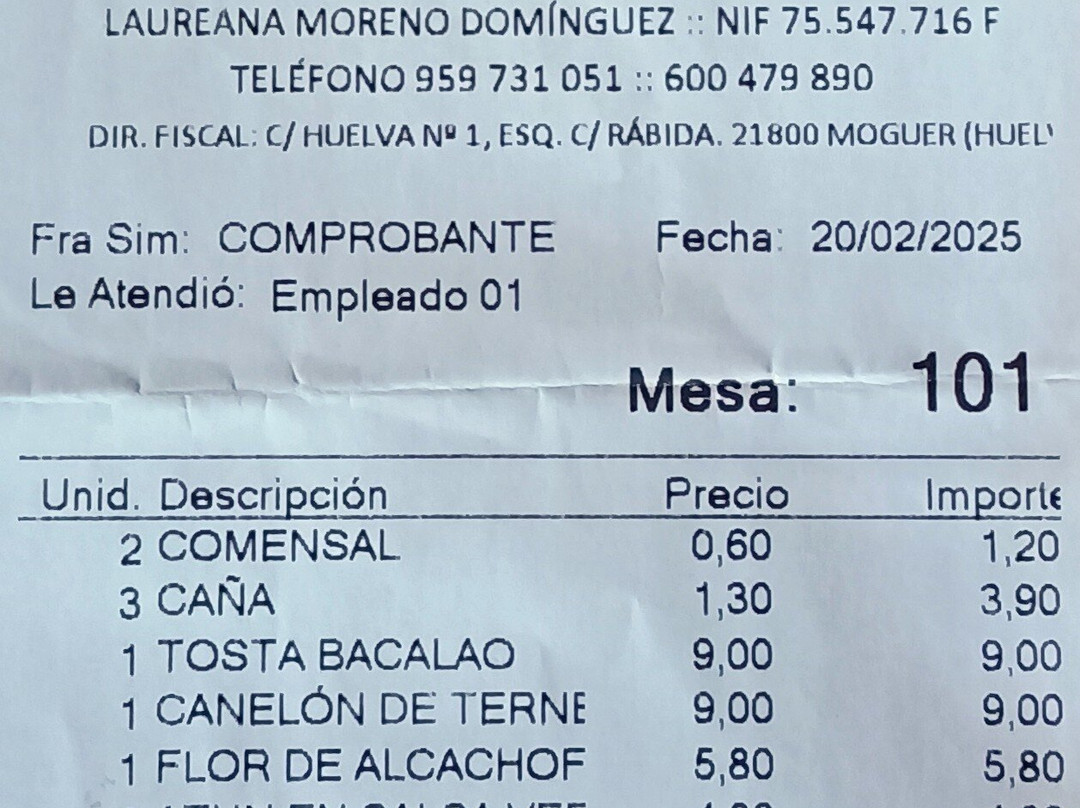 LAUREANA MORENO DOMÍNGUEZ :: NIF 75.547.716 F
TELÉFONO 959 731 051 :: 600 479 890
DIR. FISCAL: C/ HUELVA Nº 1, ESQ. C/ RÁBIDA. 21800 MOGUER (HUEL
Fra Sim: COMPROBANTE Fecha: 20/02/2025
Le Atendió: Empleado 01
Mesa: 101
Unid. Descripción Precio Importe
2 COMENSAL 0,60 1,20
3 CAÑA 1,30 3,90
1 TOSTA BACALAO 9,00 9,00
1 CANELÓN DE TERNE 9,00 9,00
1 FLOR DE ALCACHOF 5,80 5,80